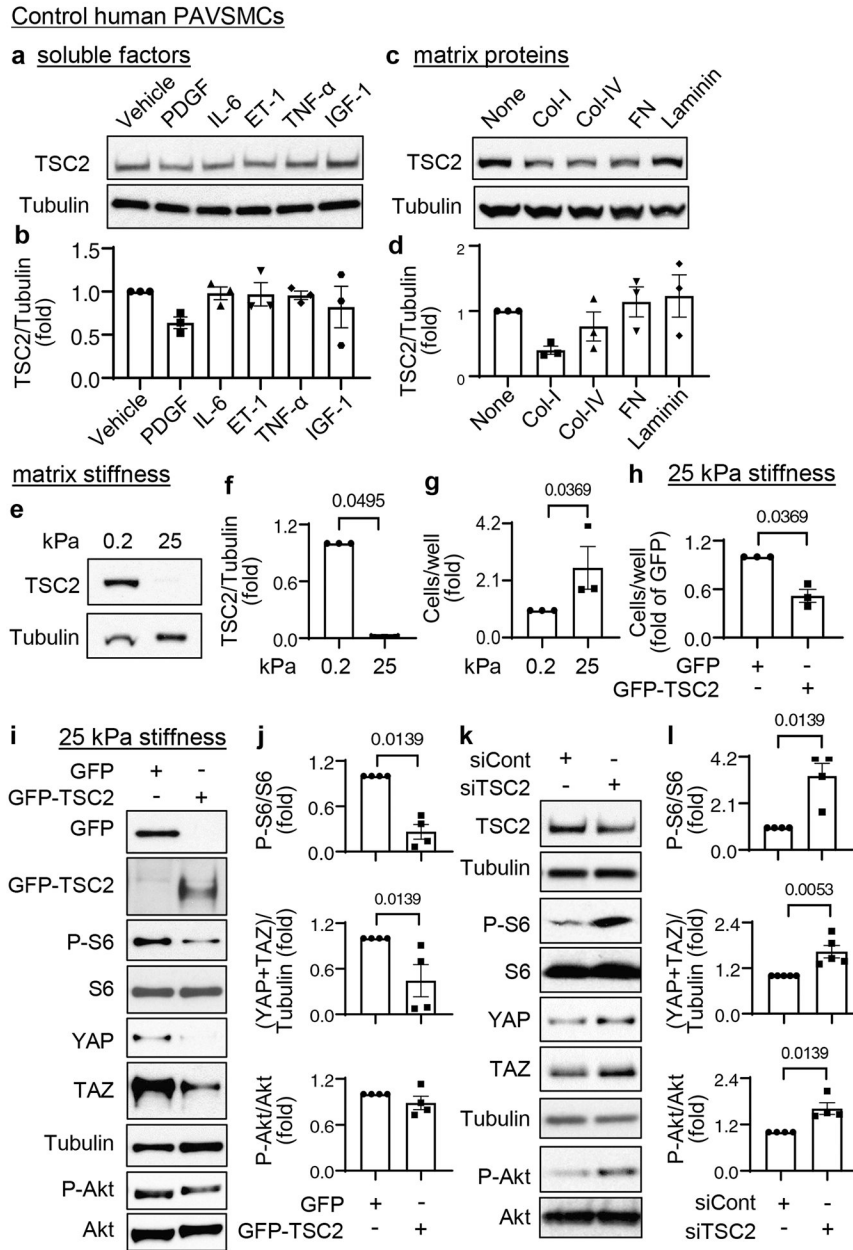 Control human PAVSMCs
a soluble factors
Vehicle PDGF IL-6 ET-1 TNF-α IGF-1
TSC2
Tubulin
b
TSC2/Tubulin
(fold)
1.5
1.0
0.5
0.0
Vehicle PDGF IL-6 ET-1 TNF-α IGF-1
c matrix proteins
None Col-I Col-IV FN Laminin
TSC2
Tubulin
d
TSC2/Tubulin
(fold)
2
1
0
None Col-I Col-IV FN Laminin
matrix stiffness
e
kPa 0.2 25
TSC2
Tubulin
f
0.0495
TSC2/Tubulin
(fold)
1.2
0.6
0.0
kPa 0.2 25
g
0.0369
Cells/well
(fold)
4.2
2.1
0.0
kPa 0.2 25
h 25 kPa stiffness
0.0369
Cells/well
(fold of GFP)
1.2
0.6
0.0
GFP + -
GFP-TSC2 - +
i 25 kPa stiffness
GFP + -
GFP-TSC2 - +
GFP
GFP-TSC2
P-S6
S6
YAP
TAZ
Tubulin
P-Akt
Akt
j
0.0139
P-S6/S6
(fold)
1.2
0.6
0.0
0.0139
(YAP+TAZ)/
Tubulin (fold)
1.2
0.6
0.0
P-Akt/Akt
(fold)
1.2
0.6
0.0
GFP + -
GFP-TSC2 - +
k
siCont + -
siTSC2 - +
TSC2
Tubulin
P-S6
S6
YAP
TAZ
Tubulin
P-Akt
Akt
l
0.0139
P-S6/S6
(fold)
4.2
2.1
0.0
0.0053
(YAP+TAZ)/
Tubulin (fold)
2.4
1.2
0.0
0.0139
P-Akt/Akt
(fold)
2.4
1.2
0.0
siCont + -
siTSC2 - +